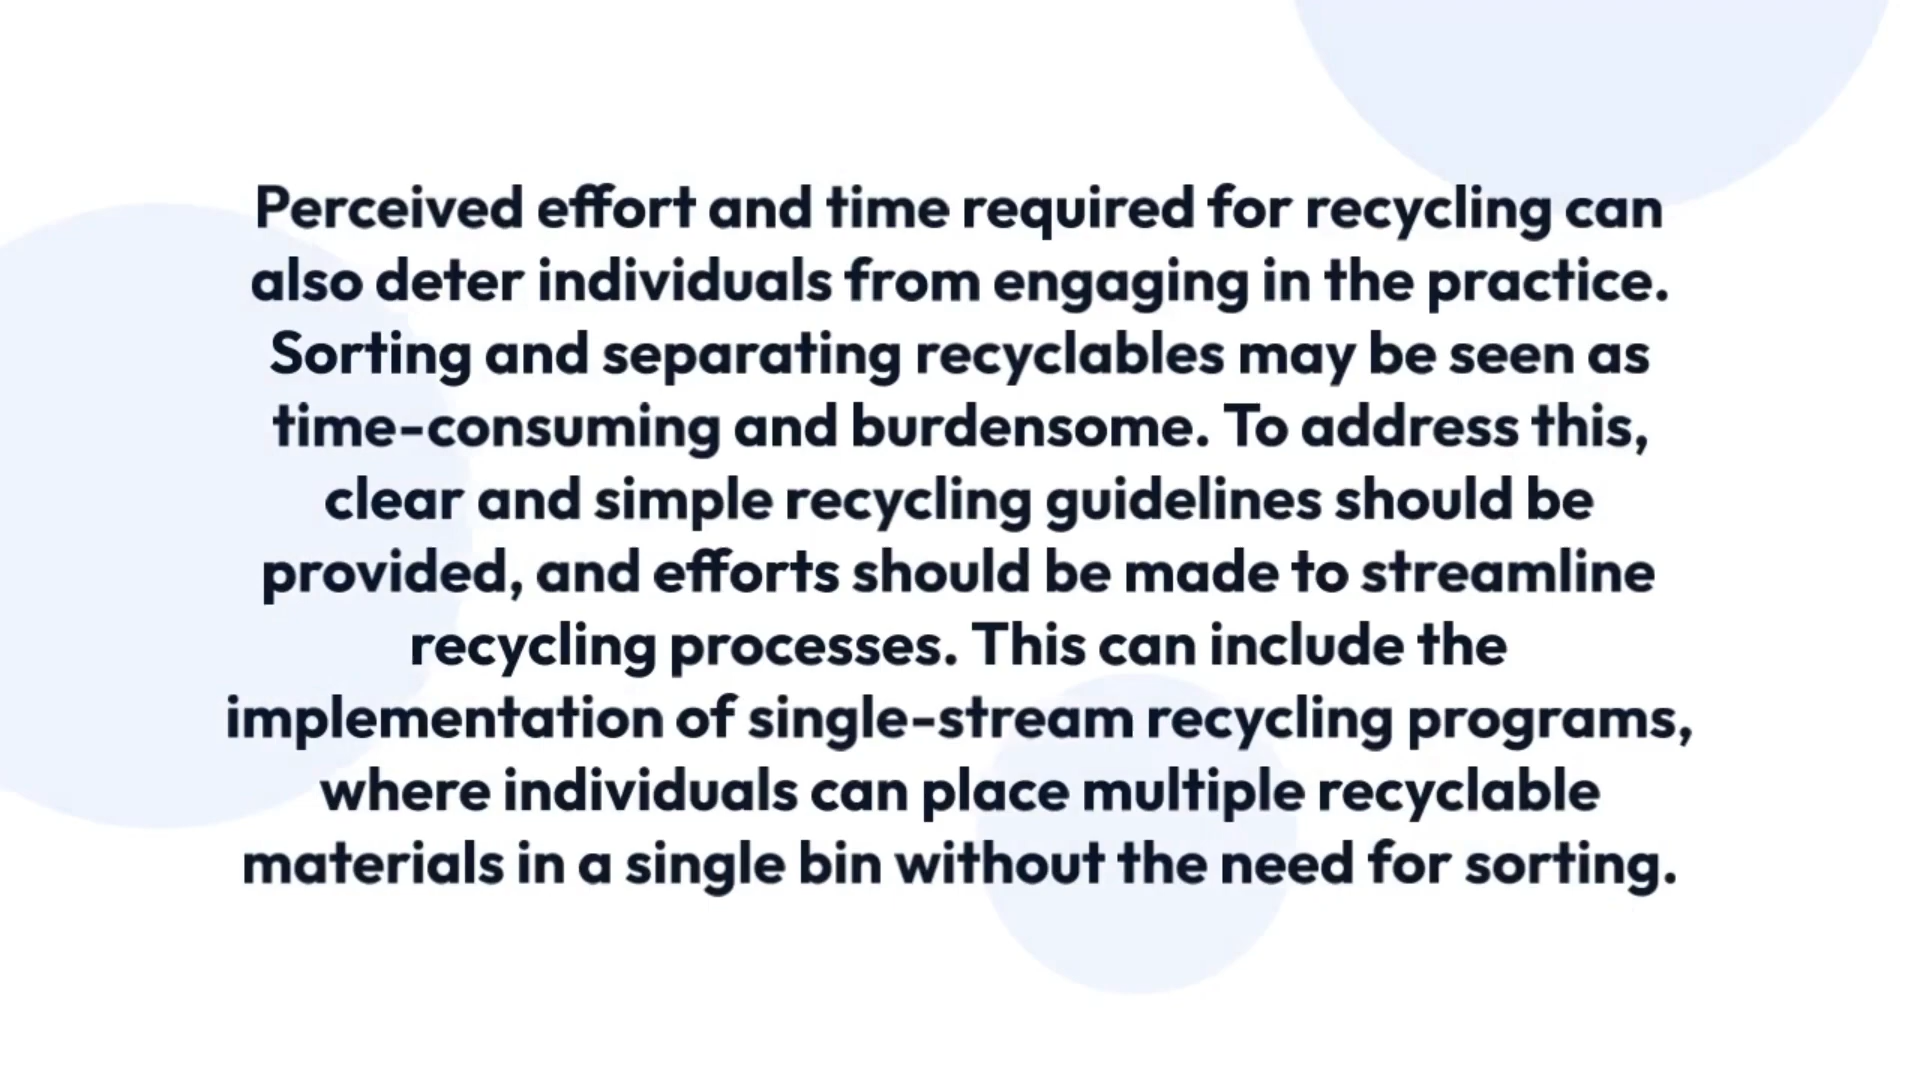 Perceived effort and time required for recycling can
also deter individuals from engaging in the practice.
Sorting and separating recyclables may be seen as
time-consuming and burdensome. To address this,
clear and simple recycling guidelines should be
provided, and efforts should be made to streamline
recycling processes. This can include the
implementation of single-stream recycling programs,
where individuals can place multiple recyclable
materials in a single bin without the need for sorting.